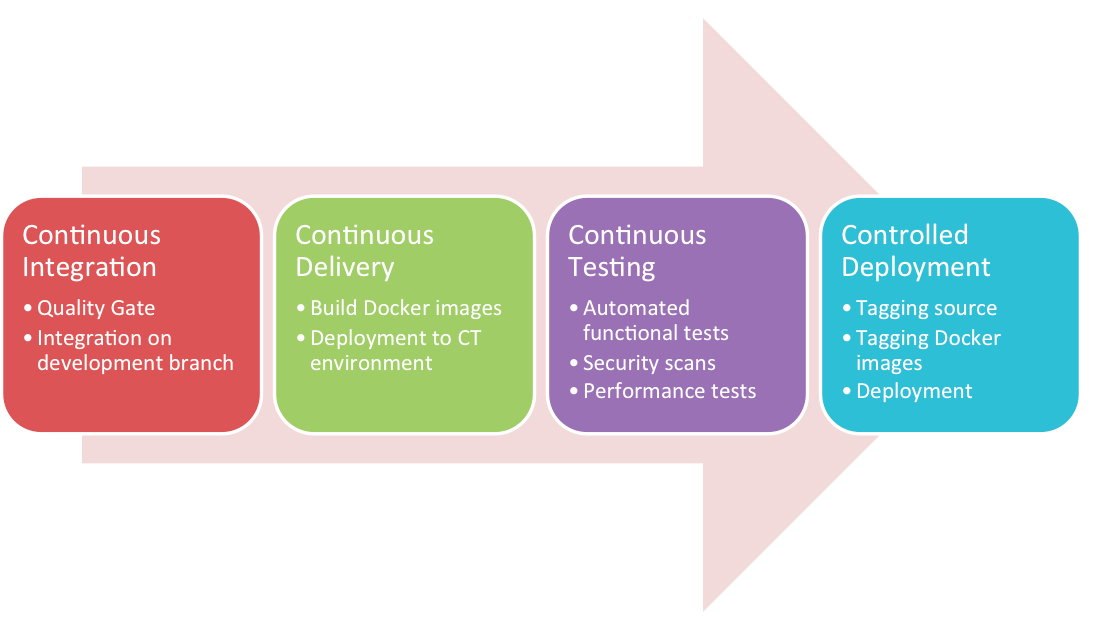 Continuous
Integration
• Quality Gate
• Integration on
development branch
Continuous
Delivery
• Build Docker images
• Deployment to CT
environment
Continuous
Testing
• Automated
functional tests
• Security scans
• Performance tests
Controlled
Deployment
• Tagging source
• Tagging Docker
images
• Deployment